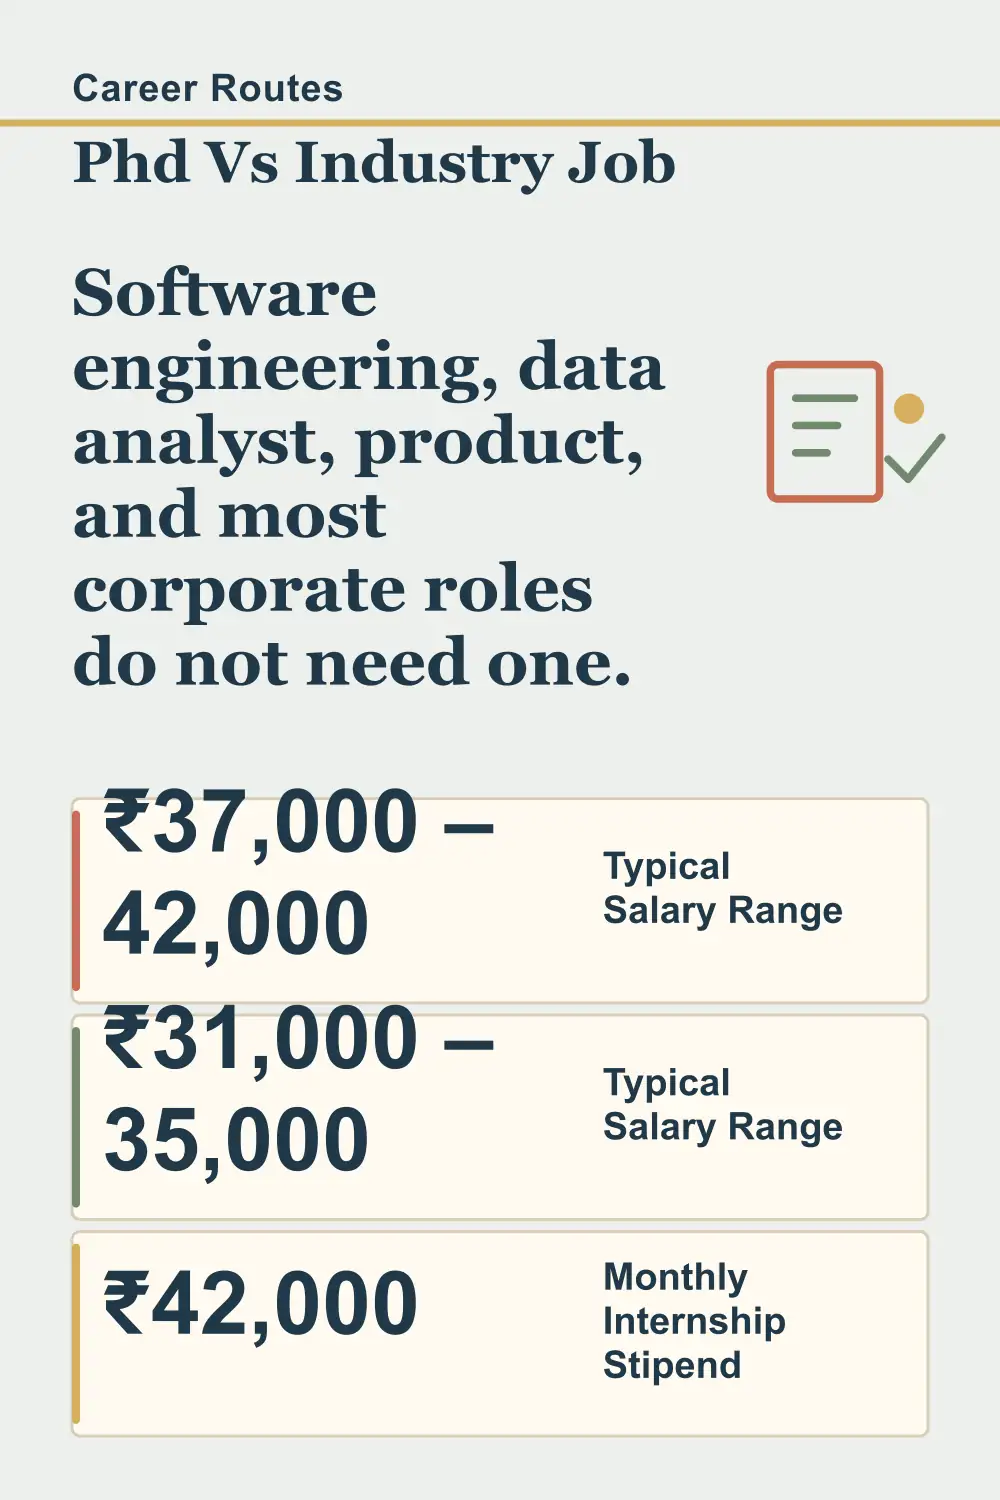 Career Routes
Phd Vs Industry Job
Software
engineering, data
analyst, product,
and most
corporate roles
do not need one.
₹37,000 –
42,000
Typical
Salary Range
₹31,000 –
35,000
Typical
Salary Range
₹42,000
Monthly
Internship
Stipend